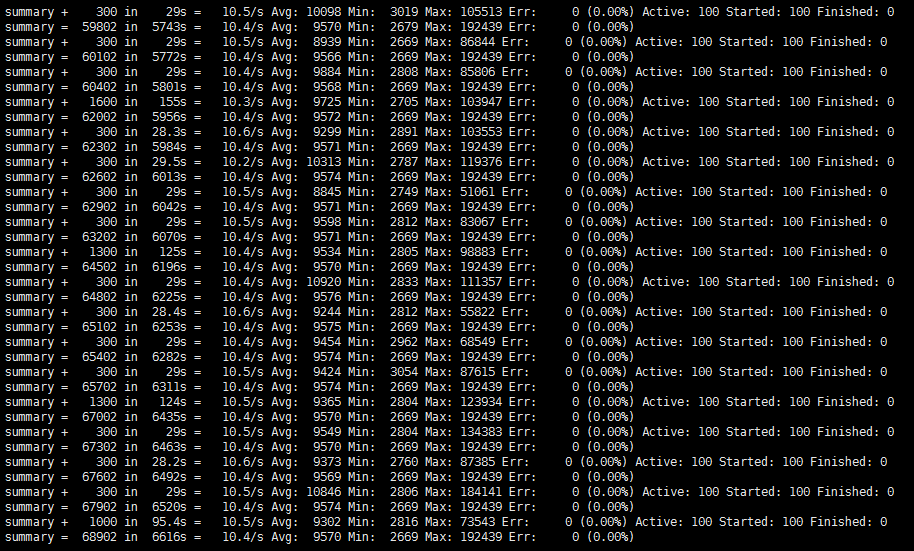 summary +    300 in    29s =   10.5/s Avg: 10098 Min:  3019 Max: 105513 Err:     0 (0.00%) Active: 100 Started: 100 Finished: 0
summary =  59802 in  5743s =   10.4/s Avg:  9570 Min:  2679 Max: 192439 Err:     0 (0.00%)
summary +    300 in    29s =   10.5/s Avg:  8939 Min:  2669 Max: 86844 Err:     0 (0.00%) Active: 100 Started: 100 Finished: 0
summary =  60102 in  5772s =   10.4/s Avg:  9566 Min:  2669 Max: 192439 Err:     0 (0.00%)
summary +    300 in    29s =   10.4/s Avg:  9884 Min:  2808 Max: 85806 Err:     0 (0.00%) Active: 100 Started: 100 Finished: 0
summary =  60402 in  5801s =   10.4/s Avg:  9568 Min:  2669 Max: 192439 Err:     0 (0.00%)
summary +   1600 in   155s =   10.3/s Avg:  9725 Min:  2705 Max: 103947 Err:     0 (0.00%) Active: 100 Started: 100 Finished: 0
summary =  62002 in  5956s =   10.4/s Avg:  9572 Min:  2669 Max: 192439 Err:     0 (0.00%)
summary +    300 in  28.3s =   10.6/s Avg:  9299 Min:  2891 Max: 103553 Err:     0 (0.00%) Active: 100 Started: 100 Finished: 0
summary =  62302 in  5984s =   10.4/s Avg:  9571 Min:  2669 Max: 192439 Err:     0 (0.00%)
summary +    300 in  29.5s =   10.2/s Avg: 10313 Min:  2787 Max: 119376 Err:     0 (0.00%) Active: 100 Started: 100 Finished: 0
summary =  62602 in  6013s =   10.4/s Avg:  9574 Min:  2669 Max: 192439 Err:     0 (0.00%)
summary +    300 in    29s =   10.5/s Avg:  8845 Min:  2749 Max: 51061 Err:     0 (0.00%) Active: 100 Started: 100 Finished: 0
summary =  62902 in  6042s =   10.4/s Avg:  9571 Min:  2669 Max: 192439 Err:     0 (0.00%)
summary +    300 in    29s =   10.5/s Avg:  9598 Min:  2812 Max: 83067 Err:     0 (0.00%) Active: 100 Started: 100 Finished: 0
summary =  63202 in  6070s =   10.4/s Avg:  9571 Min:  2669 Max: 192439 Err:     0 (0.00%)
summary +   1300 in   125s =   10.4/s Avg:  9534 Min:  2805 Max: 98883 Err:     0 (0.00%) Active: 100 Started: 100 Finished: 0
summary =  64502 in  6196s =   10.4/s Avg:  9570 Min:  2669 Max: 192439 Err:     0 (0.00%)
summary +    300 in    29s =   10.4/s Avg: 10920 Min:  2833 Max: 111357 Err:     0 (0.00%) Active: 100 Started: 100 Finished: 0
summary =  64802 in  6225s =   10.4/s Avg:  9576 Min:  2669 Max: 192439 Err:     0 (0.00%)
summary +    300 in  28.4s =   10.6/s Avg:  9244 Min:  2812 Max: 55822 Err:     0 (0.00%) Active: 100 Started: 100 Finished: 0
summary =  65102 in  6253s =   10.4/s Avg:  9575 Min:  2669 Max: 192439 Err:     0 (0.00%)
summary +    300 in    29s =   10.4/s Avg:  9454 Min:  2962 Max: 68549 Err:     0 (0.00%) Active: 100 Started: 100 Finished: 0
summary =  65402 in  6282s =   10.4/s Avg:  9574 Min:  2669 Max: 192439 Err:     0 (0.00%)
summary +    300 in    29s =   10.5/s Avg:  9424 Min:  3054 Max: 87615 Err:     0 (0.00%) Active: 100 Started: 100 Finished: 0
summary =  65702 in  6311s =   10.4/s Avg:  9574 Min:  2669 Max: 192439 Err:     0 (0.00%)
summary +   1300 in   124s =   10.5/s Avg:  9365 Min:  2804 Max: 123934 Err:     0 (0.00%) Active: 100 Started: 100 Finished: 0
summary =  67002 in  6435s =   10.4/s Avg:  9570 Min:  2669 Max: 192439 Err:     0 (0.00%)
summary +    300 in    29s =   10.5/s Avg:  9549 Min:  2804 Max: 134383 Err:     0 (0.00%) Active: 100 Started: 100 Finished: 0
summary =  67302 in  6463s =   10.4/s Avg:  9570 Min:  2669 Max: 192439 Err:     0 (0.00%)
summary +    300 in  28.2s =   10.6/s Avg:  9373 Min:  2760 Max: 87385 Err:     0 (0.00%) Active: 100 Started: 100 Finished: 0
summary =  67602 in  6492s =   10.4/s Avg:  9569 Min:  2669 Max: 192439 Err:     0 (0.00%)
summary +    300 in    29s =   10.5/s Avg: 10846 Min:  2806 Max: 184141 Err:     0 (0.00%) Active: 100 Started: 100 Finished: 0
summary =  67902 in  6520s =   10.4/s Avg:  9574 Min:  2669 Max: 192439 Err:     0 (0.00%)
summary +   1000 in  95.4s =   10.5/s Avg:  9302 Min:  2816 Max: 73543 Err:     0 (0.00%) Active: 100 Started: 100 Finished: 0
summary =  68902 in  6616s =   10.4/s Avg:  9570 Min:  2669 Max: 192439 Err:     0 (0.00%)